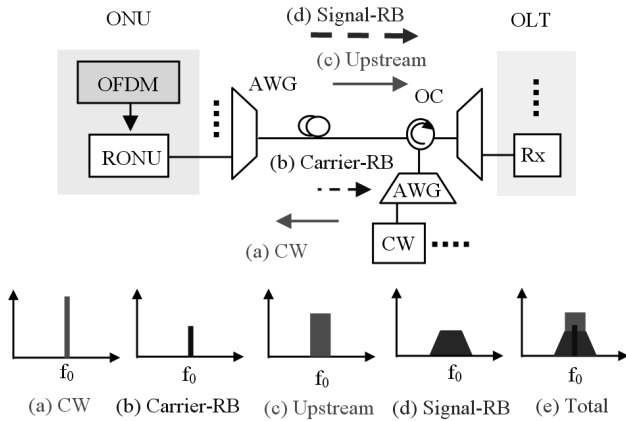 (d) Signal-RB
ONU
OLT
(c) Upstream
OFDM
AWG
OC
RONU
(b) Carrier-RB
Rx
AWG
(a) CW
CW
f0
f0
f0
f0
f0
(a) CW
(b) Carrier-RB
(c) Upstream
(d) Signal-RB
(e) Total